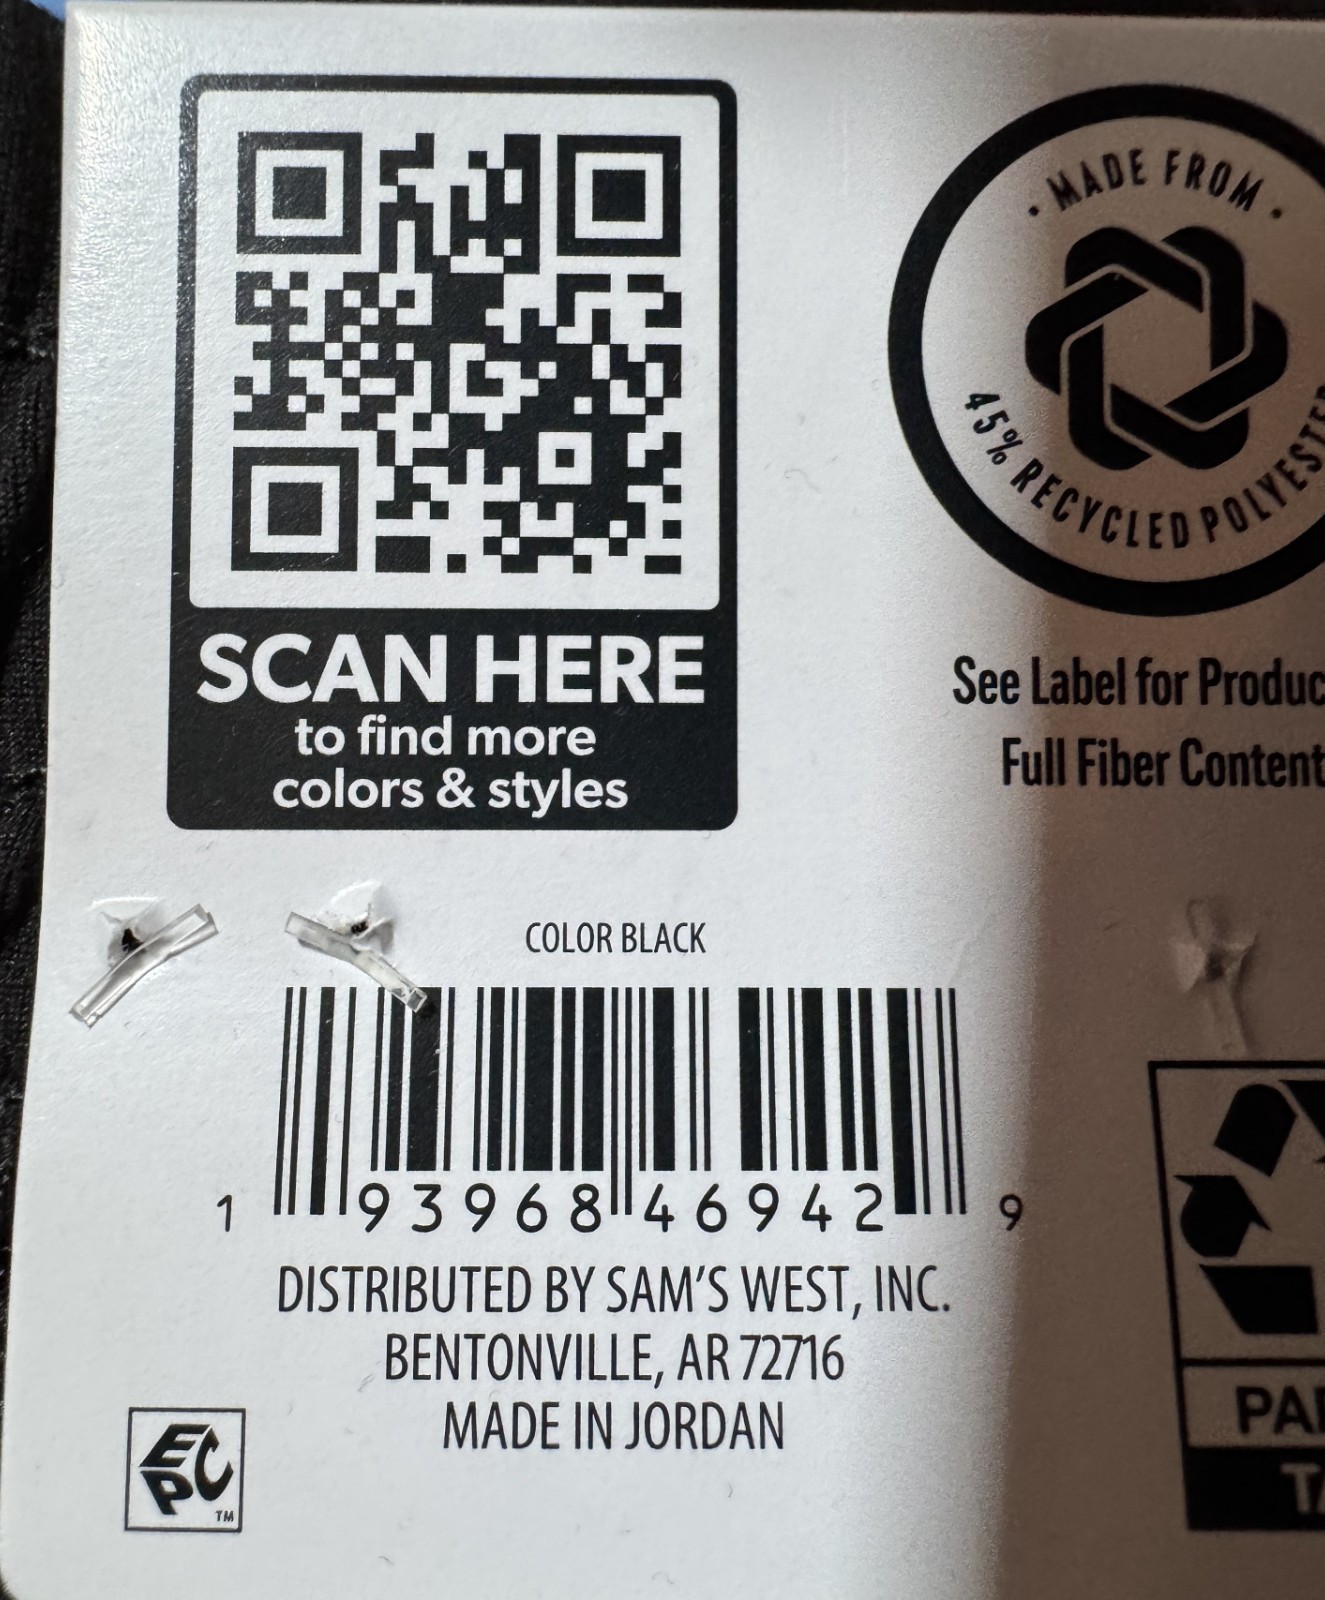 SCAN HERE
to find more
colors & styles
· MADE FROM ·
45% RECYCLED POLYESTER
See Label for
Full Fiber Content
COLOR BLACK
1 93968 46942 9
DISTRIBUTED BY SAM'S WEST, INC.
BENTONVILLE, AR 72716
MADE IN JORDAN
EPC
TM